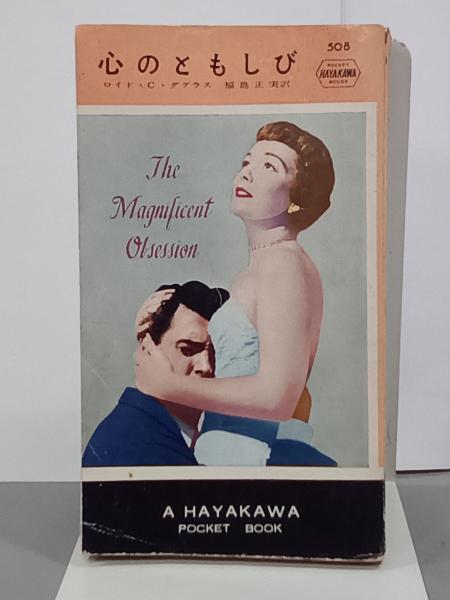 508
心のともしび
ロイド・C・ダグラス 福島正実訳
POCKET
HAYAKAWA
BOOKS
The
Magnificent
Obsession
A HAYAKAWA
POCKET BOOK